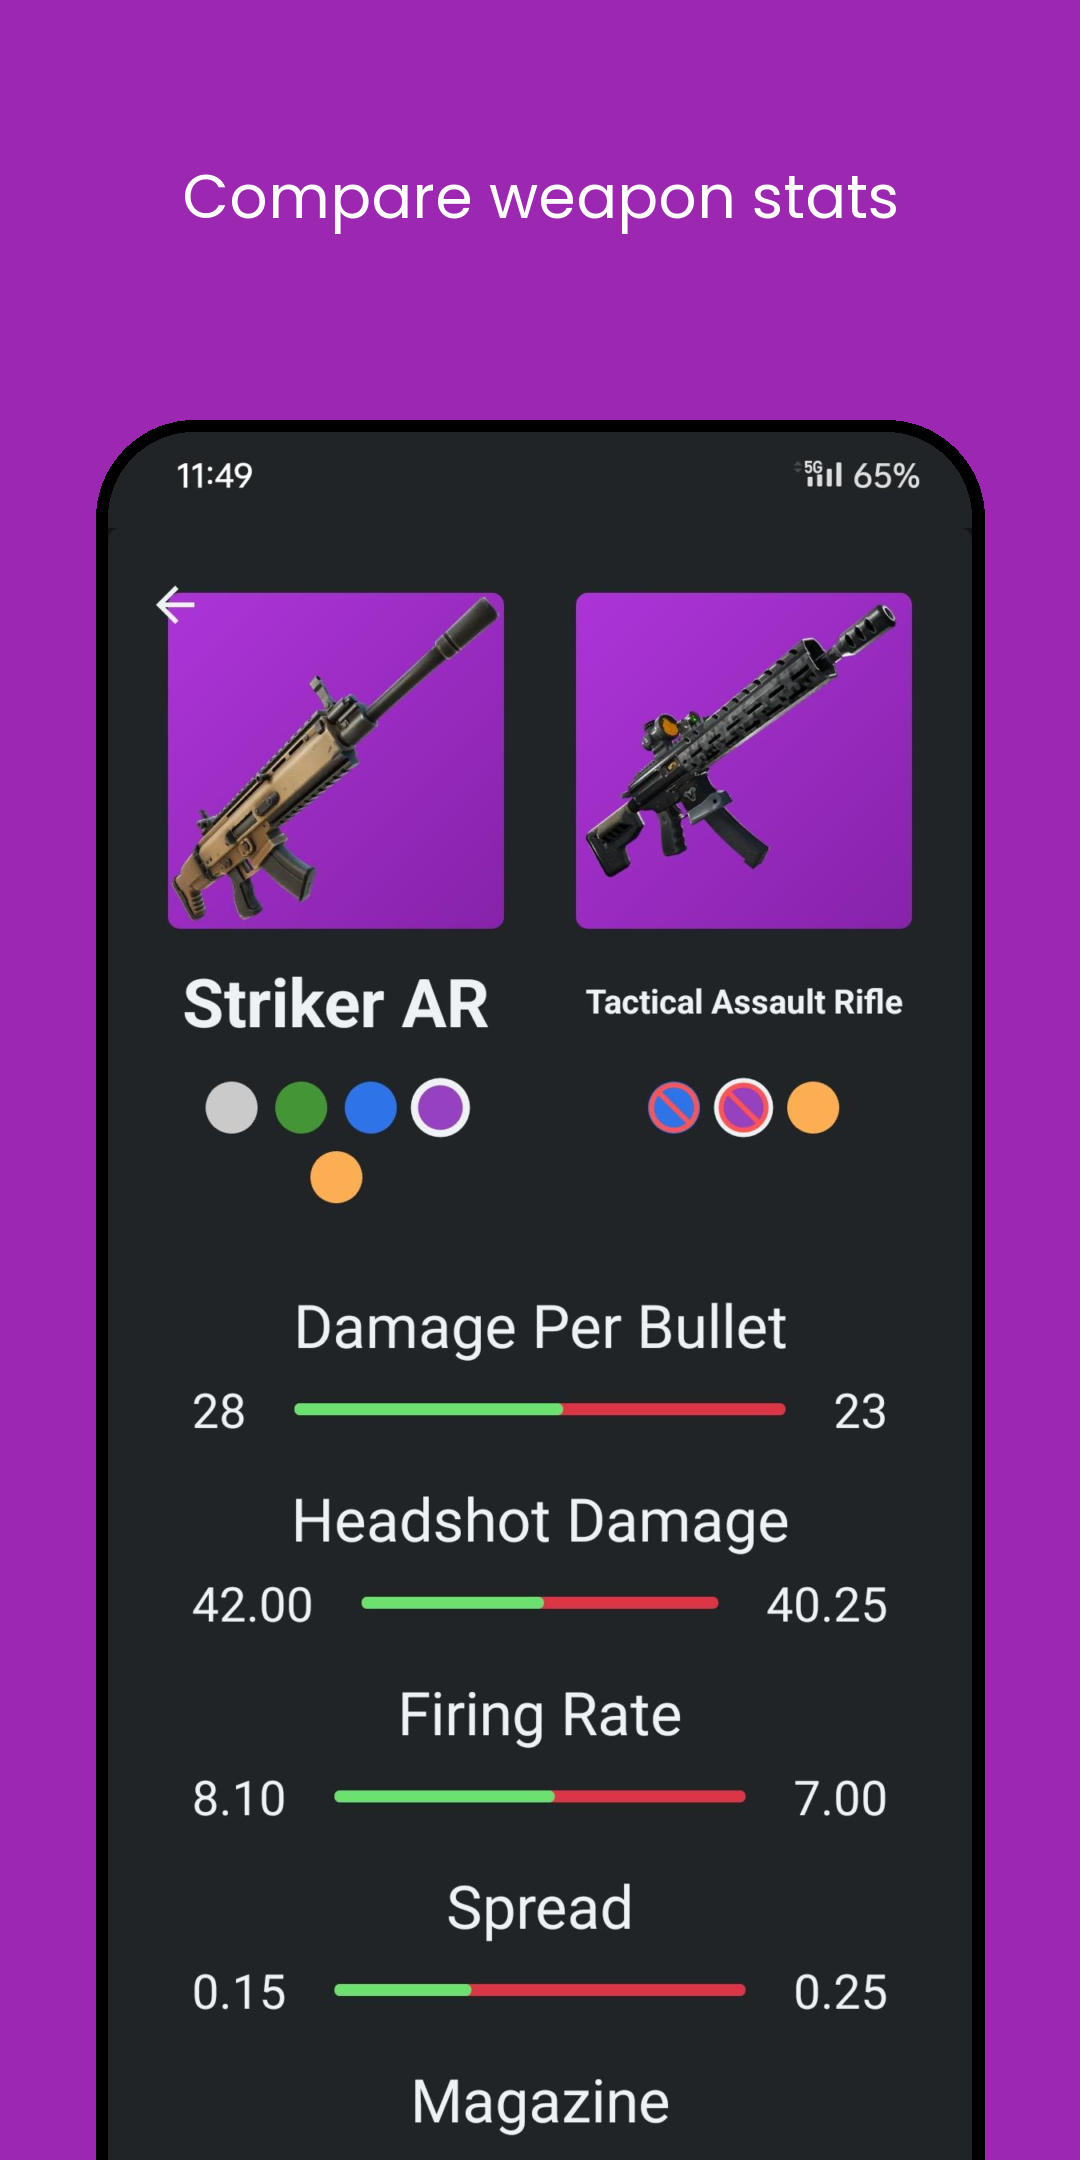 Compare weapon stats
11:49
5G 65%
Striker AR
Tactical Assault Rifle
Damage Per Bullet
28 23
Headshot Damage
42.00 40.25
Firing Rate
8.10 7.00
Spread
0.15 0.25
Magazine